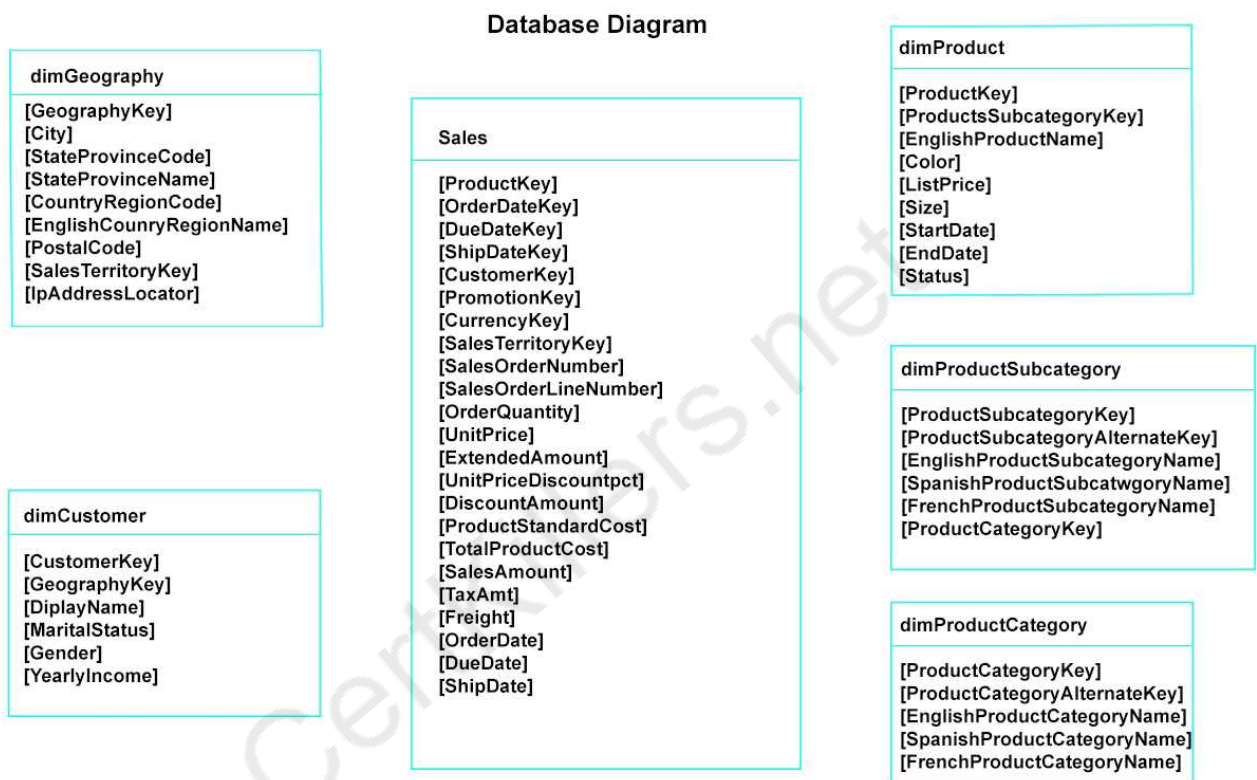 Database Diagram
dimGeography
[GeographyKey]
[City]
[StateProvinceCode]
[StateProvinceName]
[CountryRegionCode]
[EnglishCounryRegionName]
[PostalCode]
[SalesTerritoryKey]
[IpAddressLocator]
dimCustomer
[CustomerKey]
[GeographyKey]
[DiplayName]
[MaritalStatus]
[Gender]
[YearlyIncome]
Sales
[ProductKey]
[OrderDateKey]
[DueDateKey]
[ShipDateKey]
[CustomerKey]
[PromotionKey]
[CurrencyKey]
[SalesTerritoryKey]
[SalesOrderNumber]
[SalesOrderLineNumber]
[OrderQuantity]
[UnitPrice]
[ExtendedAmount]
[UnitPriceDiscountpct]
[DiscountAmount]
[ProductStandardCost]
[TotalProductCost]
[SalesAmount]
[TaxAmt]
[Freight]
[OrderDate]
[DueDate]
[ShipDate]
dimProduct
[ProductKey]
[ProductsSubcategoryKey]
[EnglishProductName]
[Color]
[ListPrice]
[Size]
[StartDate]
[EndDate]
[Status]
dimProductSubcategory
[ProductSubcategoryKey]
[ProductSubcategoryAlternateKey]
[EnglishProductSubcategoryName]
[SpanishProductSubcatwgoryName]
[FrenchProductSubcategoryName]
[ProductCategoryKey]
dimProductCategory
[ProductCategoryKey]
[ProductCategoryAlternateKey]
[EnglishProductCategoryName]
[SpanishProductCategoryName]
[FrenchProductCategoryName]
CertKillers.net